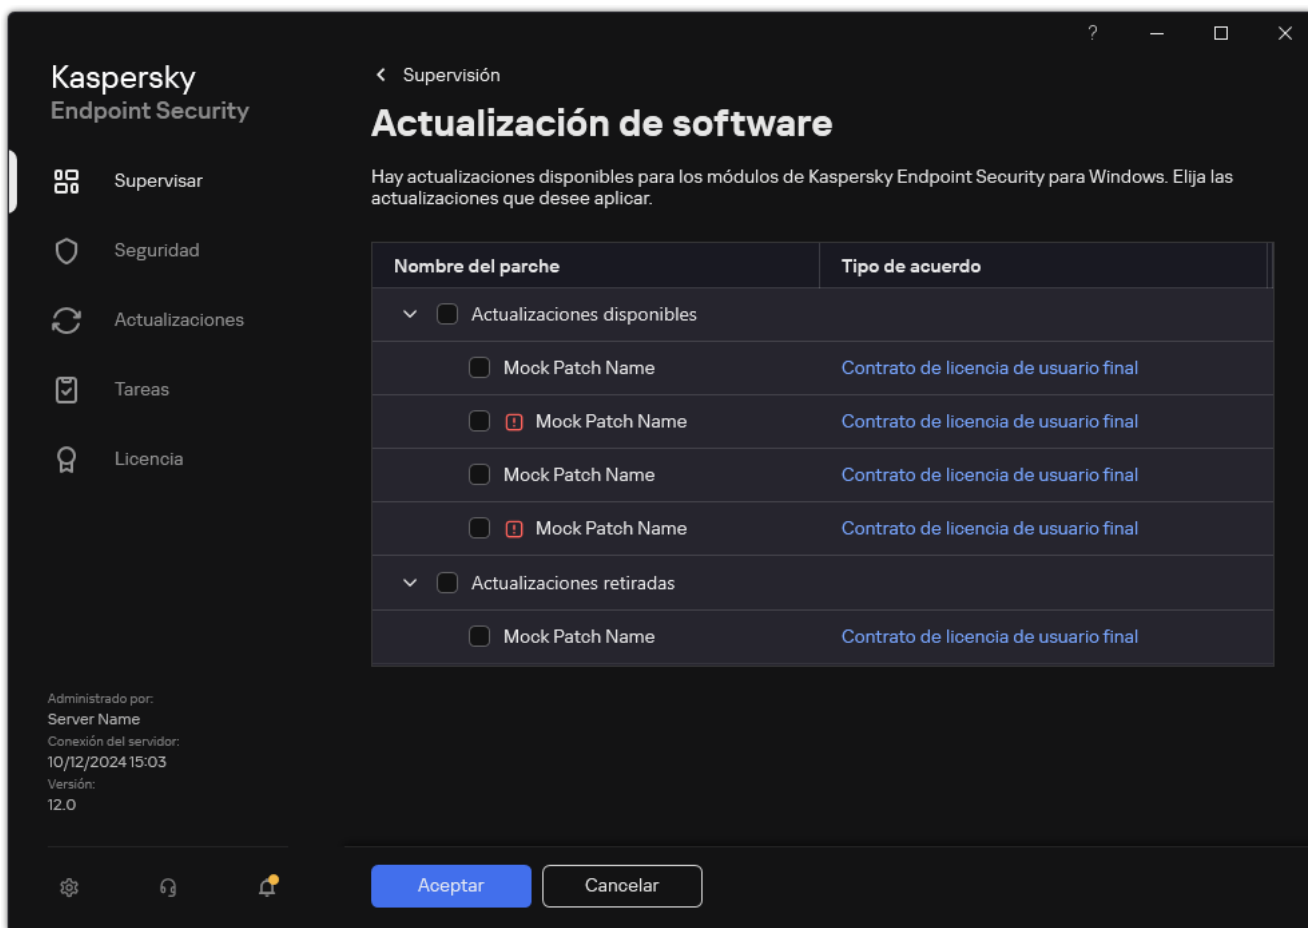 ?
Kaspersky
Endpoint Security
Supervisar
Seguridad
Actualizaciones
Tareas
Licencia
Administrado por:
Server Name
Conexión del servidor:
10/12/2024 15:03
Versión:
12.0
Supervisión
Actualización de software
Hay actualizaciones disponibles para los módulos de Kaspersky Endpoint Security para Windows. Elija las
actualizaciones que desee aplicar.
Nombre del parche Tipo de acuerdo
Actualizaciones disponibles
Mock Patch Name Contrato de licencia de usuario final
Mock Patch Name Contrato de licencia de usuario final
Mock Patch Name Contrato de licencia de usuario final
Mock Patch Name Contrato de licencia de usuario final
Actualizaciones retiradas
Mock Patch Name Contrato de licencia de usuario final
Aceptar Cancelar